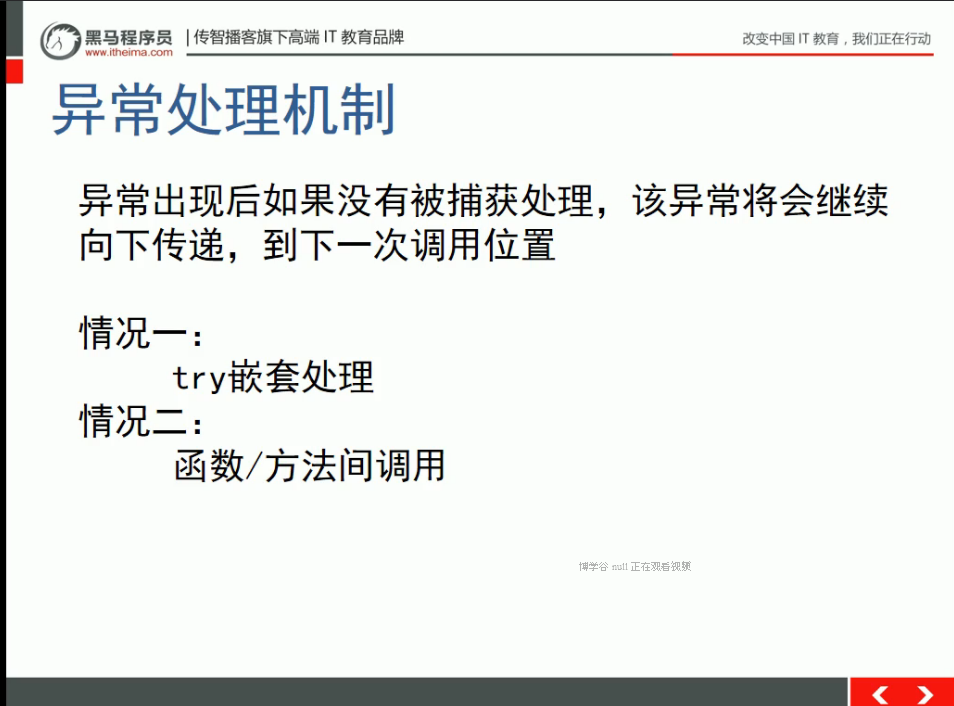 黑马程序员
www.itheima.com
传智播客旗下高端 IT 教育品牌
改变中国 IT 教育，我们正在行动
异常处理机制
异常出现后如果没有被捕获处理，该异常将会继续
向下传递，到下一次调用位置
情况一：
try嵌套处理
情况二：
函数/方法间调用
博学谷 null 正在观看视频